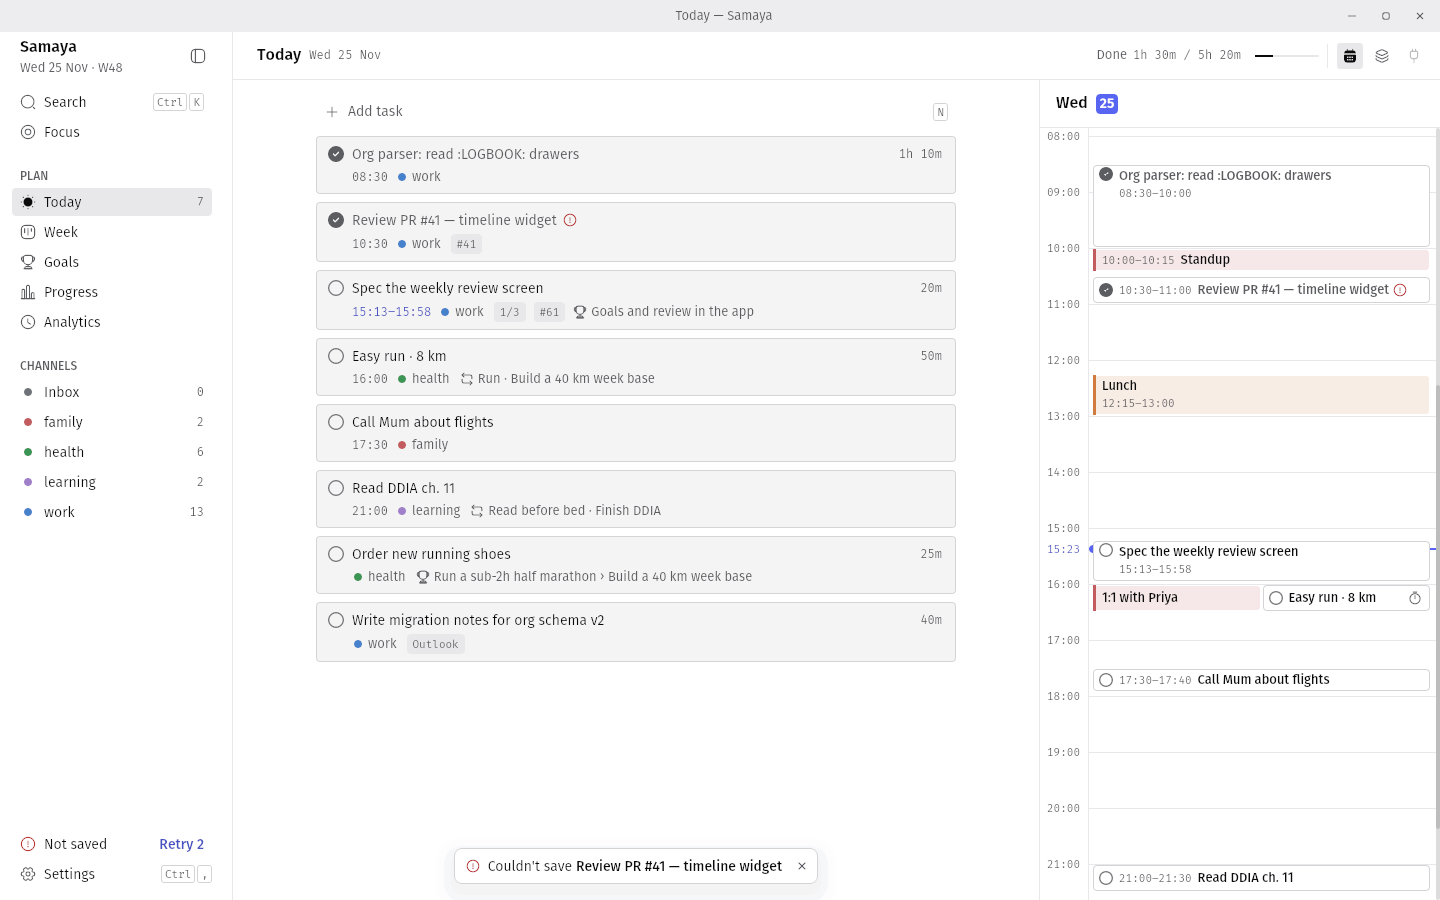 Today — Samaya
Samaya
Wed 25 Nov · W48
Search Ctrl K
Focus
PLAN
Today 7
Week
Goals
Progress
Analytics
CHANNELS
Inbox 0
family 2
health 6
learning 2
work 13
Not saved Retry 2
Settings Ctrl ,
Today Wed 25 Nov
Done 1h 30m / 5h 20m
Add task N
Org parser: read :LOGBOOK: drawers 1h 10m
08:30 work
Review PR #41 — timeline widget
10:30 work #41
Spec the weekly review screen 20m
15:13–15:58 work 1/3 #61 Goals and review in the app
Easy run · 8 km 50m
16:00 health Run · Build a 40 km week base
Call Mum about flights
17:30 family
Read DDIA ch. 11
21:00 learning Read before bed · Finish DDIA
Order new running shoes 25m
health Run a sub-2h half marathon › Build a 40 km week base
Write migration notes for org schema v2 40m
work Outlook
Couldn't save Review PR #41 — timeline widget
Wed 25
08:00
Org parser: read :LOGBOOK: drawers
09:00
08:30–10:00
10:00
10:00–10:15 Standup
10:30–11:00 Review PR #41 — timeline widget
11:00
12:00
Lunch
12:15–13:00
13:00
14:00
15:00
15:23
Spec the weekly review screen
15:13–15:58
16:00
1:1 with Priya
Easy run · 8 km
17:00
17:30–17:40 Call Mum about flights
18:00
19:00
20:00
21:00
21:00–21:30 Read DDIA ch. 11